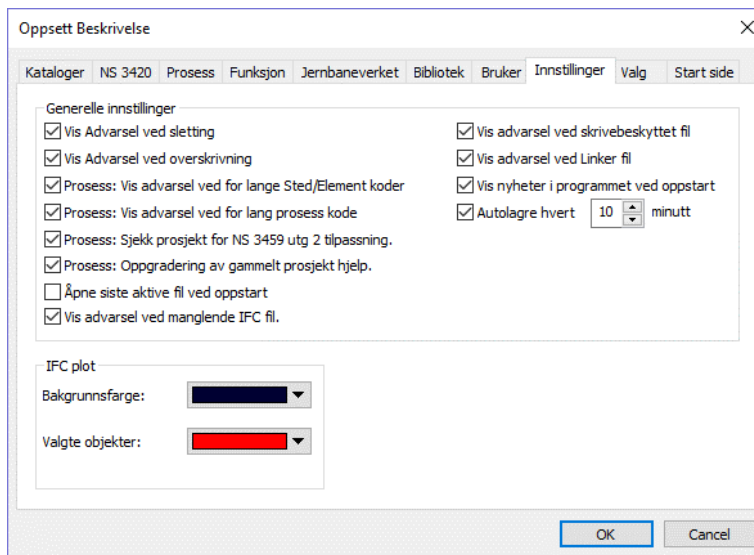 Oppsett Beskrivelse
Kataloger NS 3420 Prosess Funksjon Jernbaneverket Bibliotek Bruker Innstillinger Valg Start side
Generelle innstillinger
Vis Advarsel ved sletting
Vis Advarsel ved overskrivning
Prosess: Vis advarsel ved for lange Sted/Element koder
Prosess: Vis advarsel ved for lang prosess kode
Prosess: Sjekk prosjekt for NS 3459 utg 2 tilpassning.
Prosess: Oppgradering av gammelt prosjekt hjelp.
Åpne siste aktive fil ved oppstart
Vis advarsel ved manglende IFC fil.
Vis advarsel ved skrivebeskyttet fil
Vis advarsel ved Linker fil
Vis nyheter i programmet ved oppstart
Autolagre hvert 10 minutt
IFC plot
Bakgrunnsfarge:
Valgte objekter:
OK Cancel